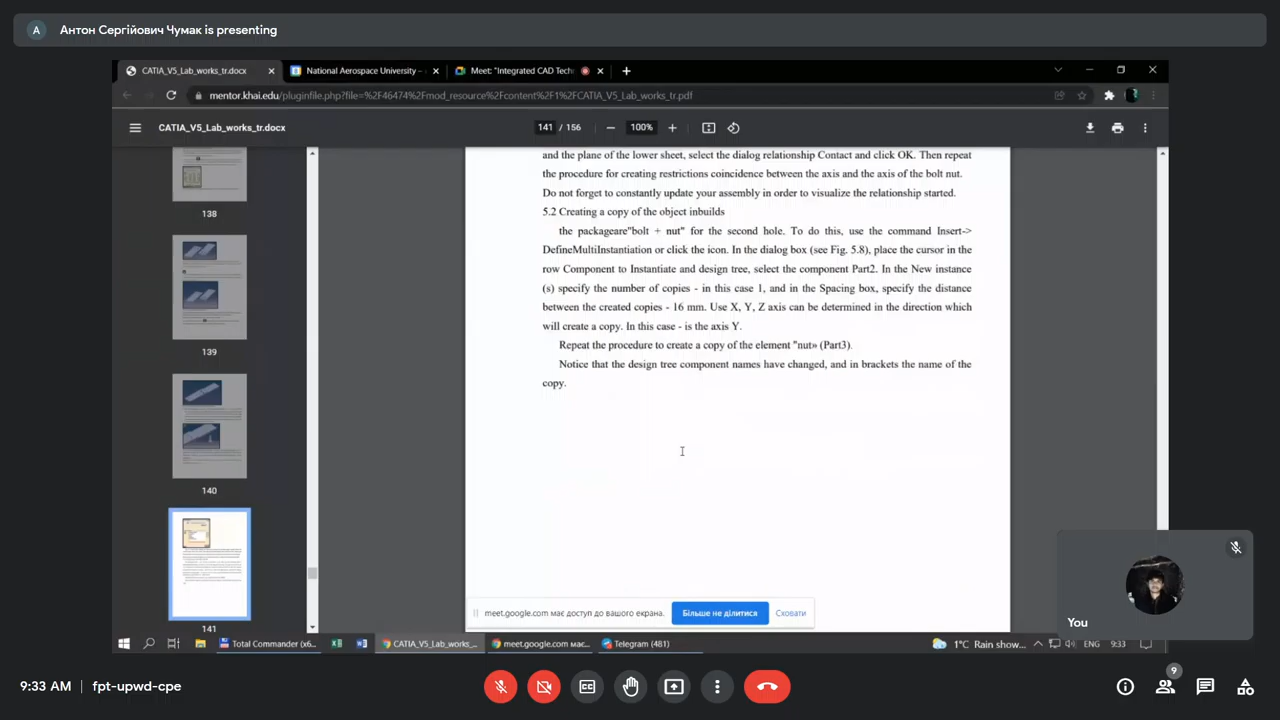 A Антон Сергійович Чумак is presenting
CATIA_V5_Lab_works_tr.docx
National Aerospace University –
Meet: "Integrated CAD Tech
mentor.khai.edu/pluginfile.php?file=%2F46474%2Fmod_resource%2Fcontent%2F1%2FCATIA_V5_Lab_works_tr.pdf
CATIA_V5_Lab_works_tr.docx
141 / 156
100%
138
139
140
141
and the plane of the lower sheet, select the dialog relationship Contact and click OK. Then repeat
the procedure for creating restrictions coincidence between the axis and the axis of the bolt nut.
Do not forget to constantly update your assembly in order to visualize the relationship started.
5.2 Creating a copy of the object inbuilds
the packageare"bolt + nut" for the second hole. To do this, use the command Insert->
DefineMultiInstantiation or click the icon. In the dialog box (see Fig. 5.8), place the cursor in the
row Component to Instantiate and design tree, select the component Part2. In the New instance
(s) specify the number of copies - in this case 1, and in the Spacing box, specify the distance
between the created copies - 16 mm. Use X, Y, Z axis can be determined in the direction which
will create a copy. In this case - is the axis Y.
Repeat the procedure to create a copy of the element "nut» (Part3).
Notice that the design tree component names have changed, and in brackets the name of the
copy.
meet.google.com має доступ до вашого екрана.
Більше не ділитися
Сховати
You
Total Commander (x6...
CATIA_V5_Lab_works_...
meet.google.com має...
Telegram (481)
1°C Rain show...
ENG
9:33
9:33 AM | fpt-upwd-cpe
9